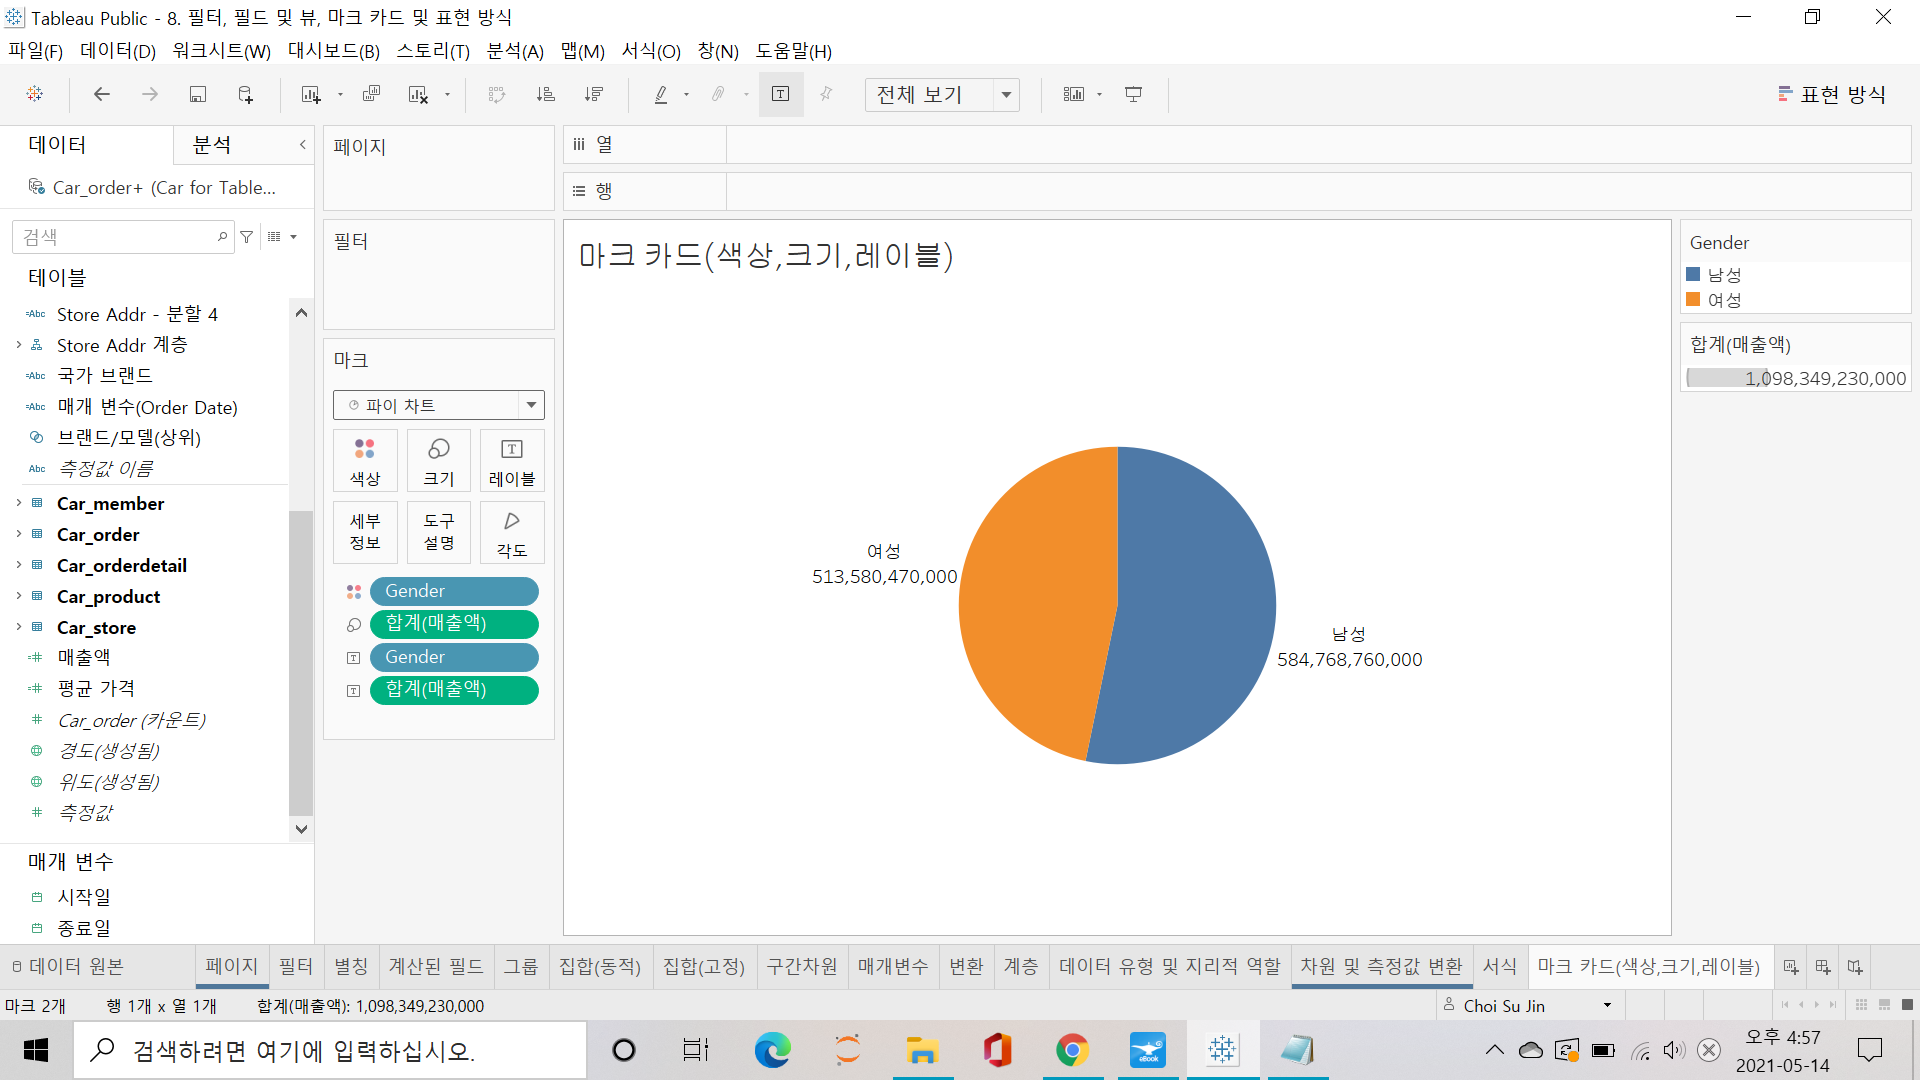 Tableau Public - 8. 필터, 필드 및 뷰, 마크 카드 및 표현 방식
파일(F) 데이터(D) 워크시트(W) 대시보드(B) 스토리(T) 분석(A) 맵(M) 서식(O) 창(N) 도움말(H)
전체 보기
표현 방식
데이터
분석
Car_order+ (Car for Table...
검색
테이블
Abc Store Addr - 분할 4
Store Addr 계층
Abc 국가 브랜드
Abc 매개 변수(Order Date)
브랜드/모델(상위)
Abc 측정값 이름
Car_member
Car_order
Car_orderdetail
Car_product
Car_store
매출액
평균 가격
Car_order (카운트)
경도(생성됨)
위도(생성됨)
측정값
매개 변수
시작일
종료일
페이지
필터
마크
파이 차트
색상
크기
레이블
세부
정보
도구
설명
각도
Gender
합계(매출액)
Gender
합계(매출액)
열
행
마크 카드(색상,크기,레이블)
여성
513,580,470,000
남성
584,768,760,000
Gender
남성
여성
합계(매출액)
1,098,349,230,000
데이터 원본 페이지 필터 별칭 계산된 필드 그룹 집합(동적) 집합(고정) 구간차원 매개변수 변환 계층 데이터 유형 및 지리적 역할 차원 및 측정값 변환 서식 마크 카드(색상,크기,레이블)
마크 2개 행 1개 x 열 1개 합계(매출액): 1,098,349,230,000
Choi Su Jin
검색하려면 여기에 입력하십시오.
eBook
오후 4:57
2021-05-14